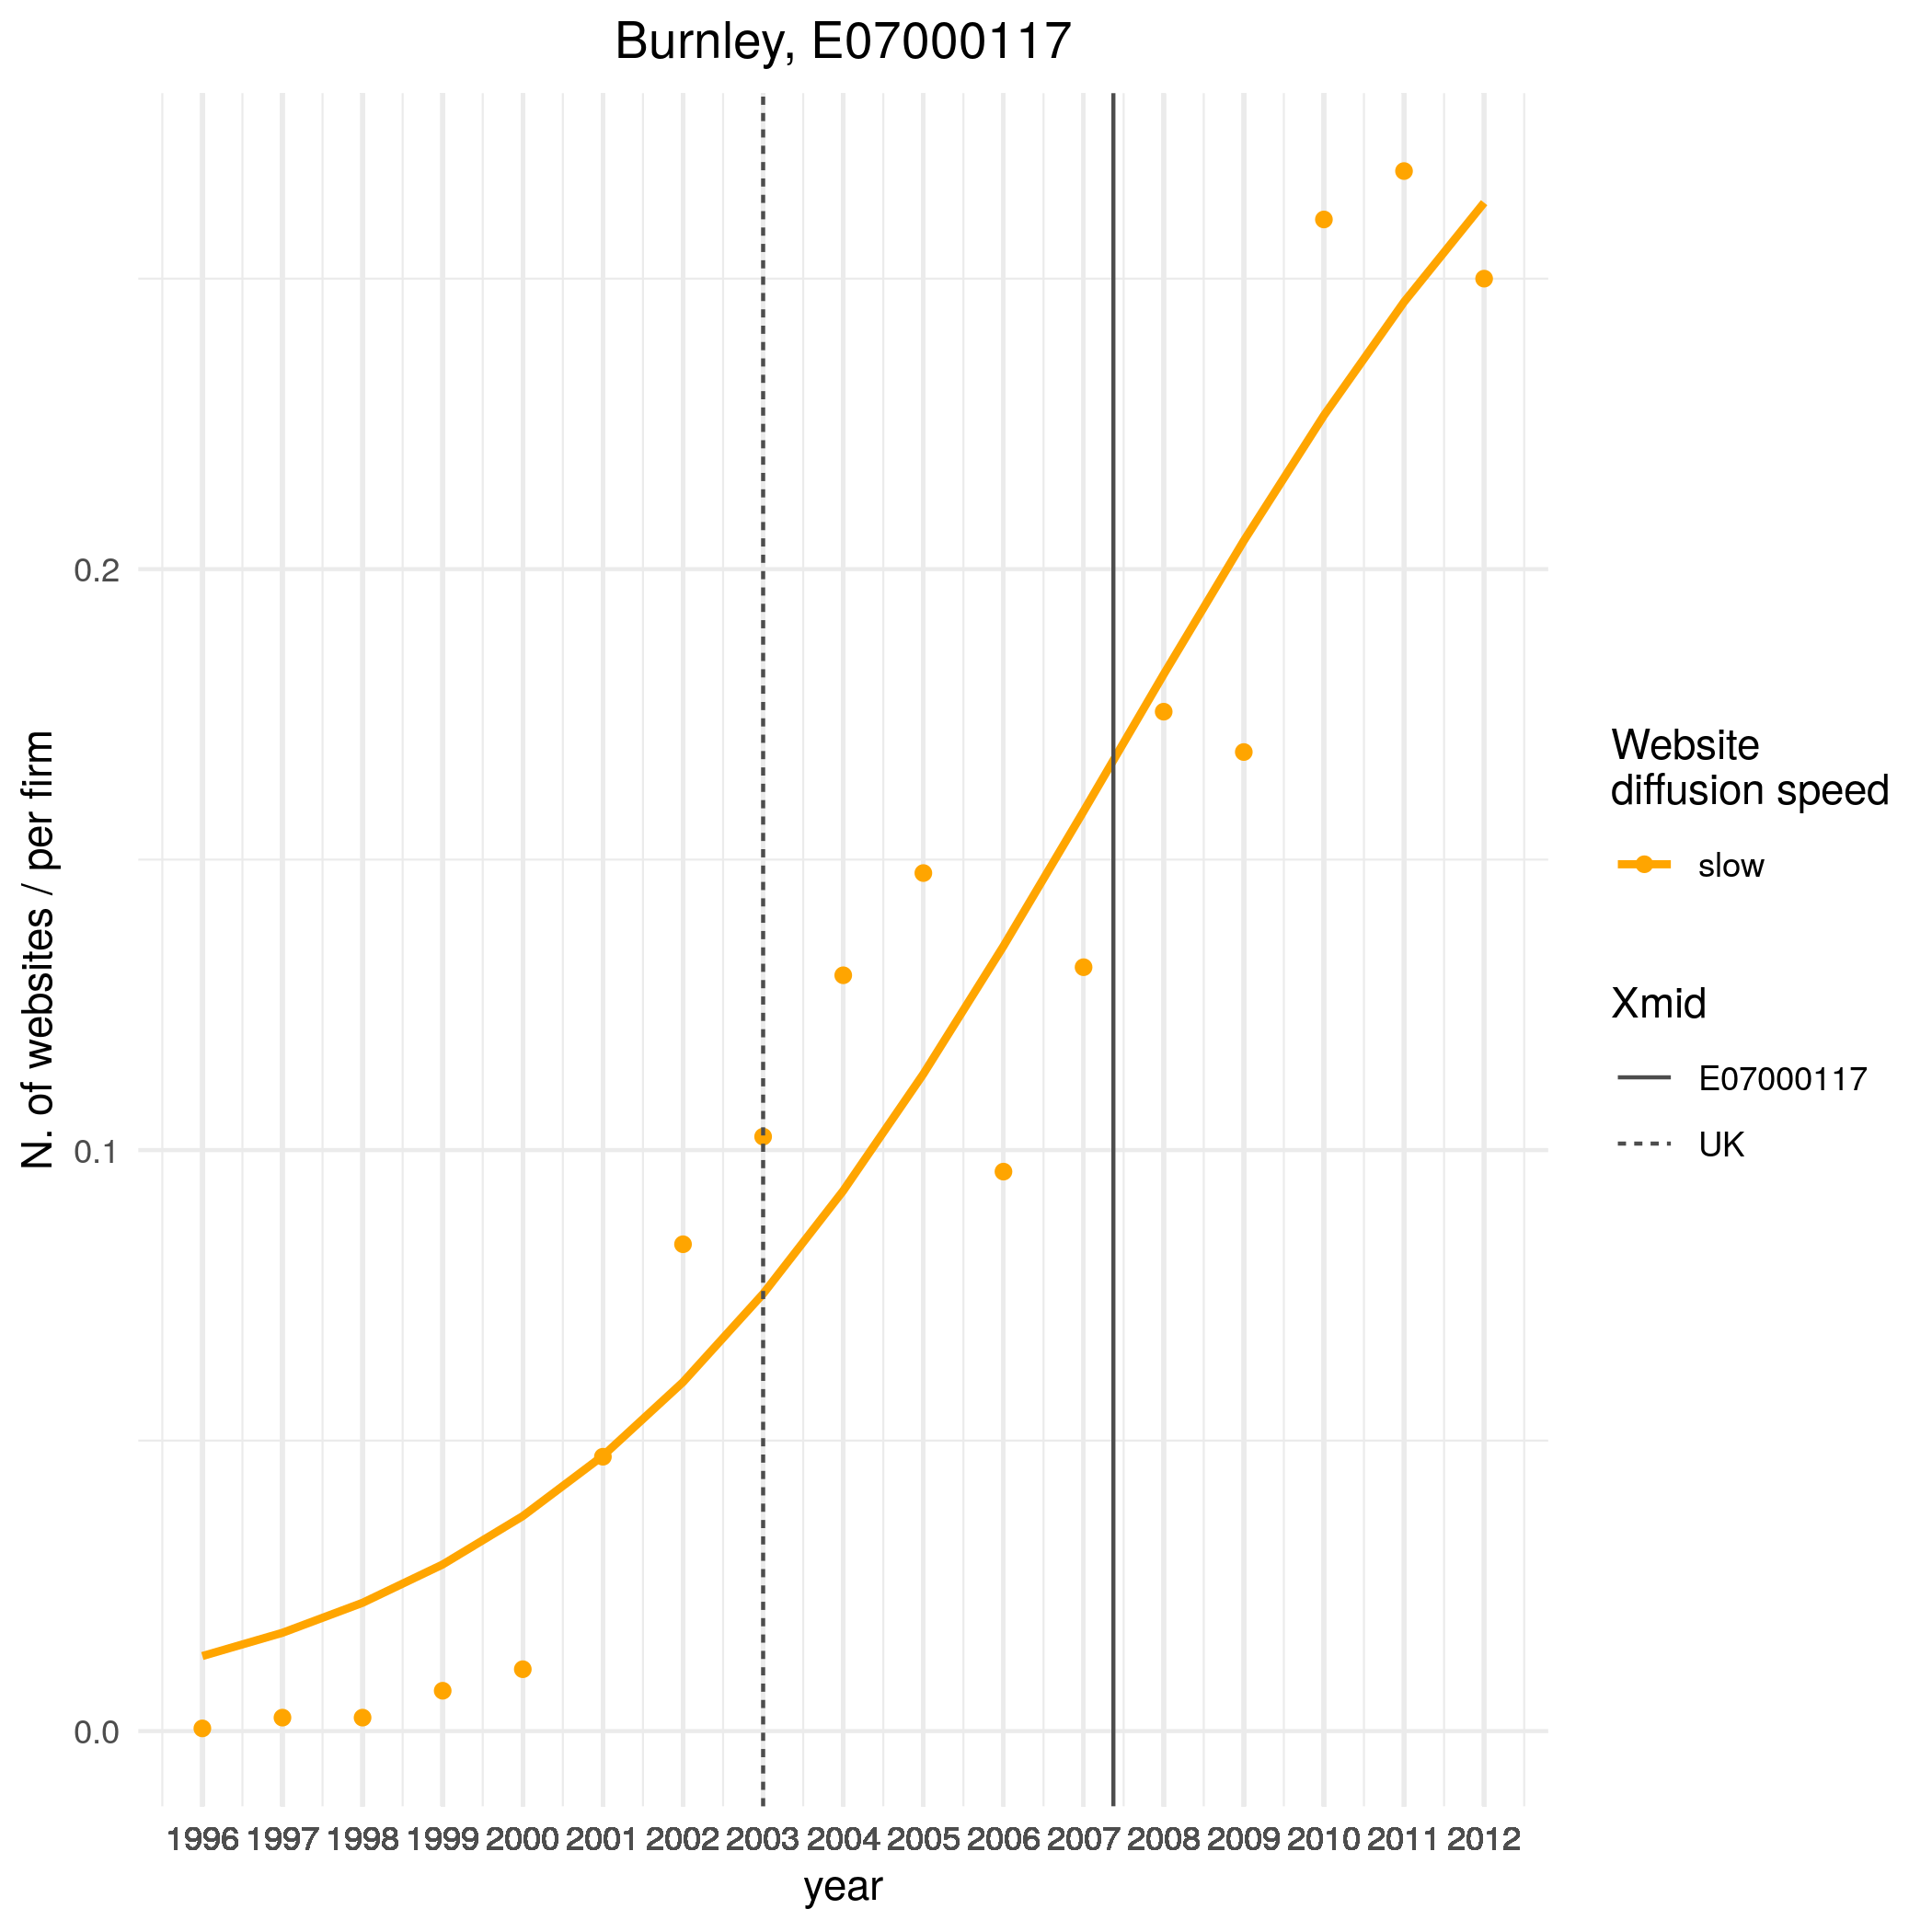 Burnley, E07000117
N. of websites / per firm
0.2
0.1
0.0
1996 1997 1998 1999 2000 2001 2002 2003 2004 2005 2006 2007 2008 2009 2010 2011 2012
year
Website
diffusion speed
slow
Xmid
E07000117
UK